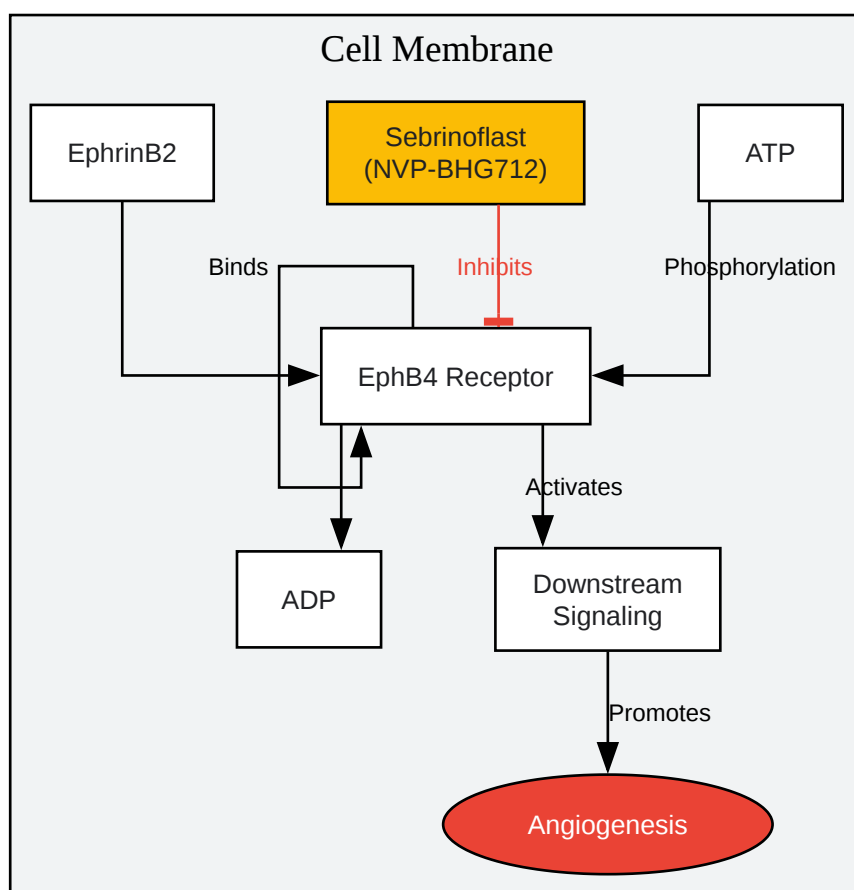 Cell Membrane
EphrinB2
Sebrinoflast
(NVP-BHG712)
ATP
Binds
Inhibits
Phosphorylation
EphB4 Receptor
Activates
ADP
Downstream
Signaling
Promotes
Angiogenesis